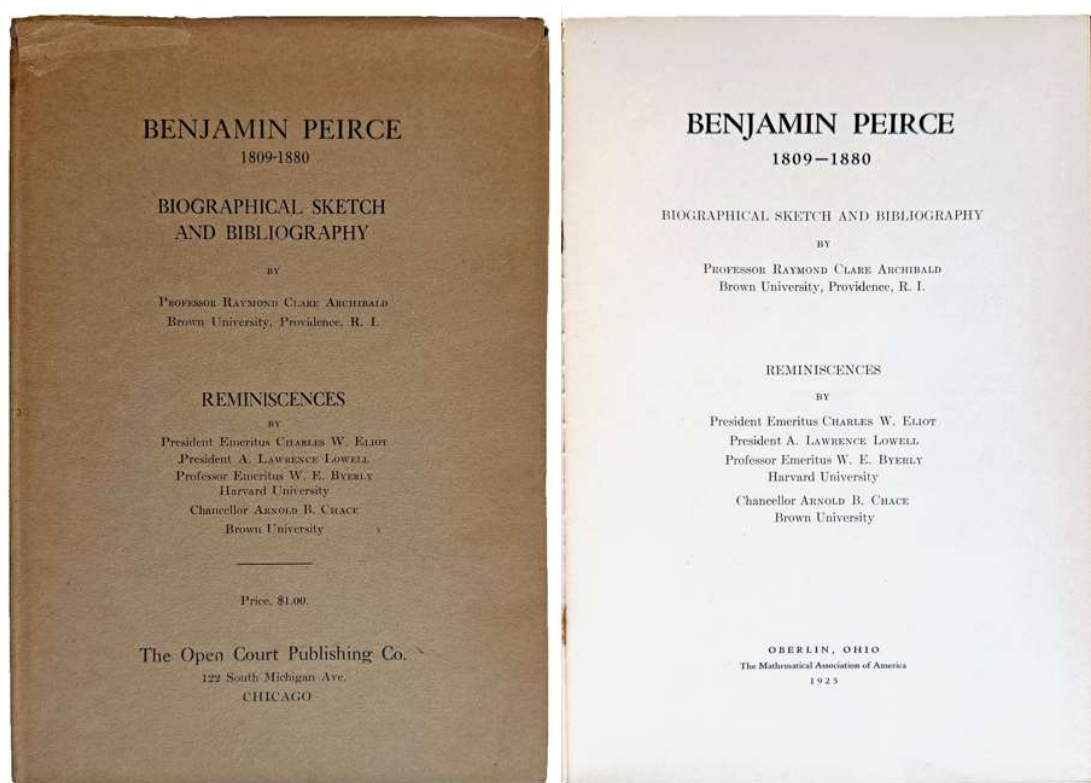 BENJAMIN PEIRCE
1809-1880
BIOGRAPHICAL SKETCH
AND BIBLIOGRAPHY
BY
PROFESSOR RAYMOND CLARE ARCHIBALD
Brown University, Providence, R. I.
REMINISCENCES
BY
President Emeritus CHARLES W. ELIOT
President A. LAWRENCE LOWELL
Professor Emeritus W. E. BYERLY
Harvard University
Chancellor ARNOLD B. CHACE
Brown University
Price, $1.00.
The Open Court Publishing Co.
122 South Michigan Ave.
CHICAGO
BENJAMIN PEIRCE
1809—1880
BIOGRAPHICAL SKETCH AND BIBLIOGRAPHY
BY
PROFESSOR RAYMOND CLARE ARCHIBALD
Brown University, Providence, R. I.
REMINISCENCES
BY
President Emeritus CHARLES W. ELIOT
President A. LAWRENCE LOWELL
Professor Emeritus W. E. BYERLY
Harvard University
Chancellor ARNOLD B. CHACE
Brown University
OBERLIN, OHIO
The Mathematical Association of America
1925